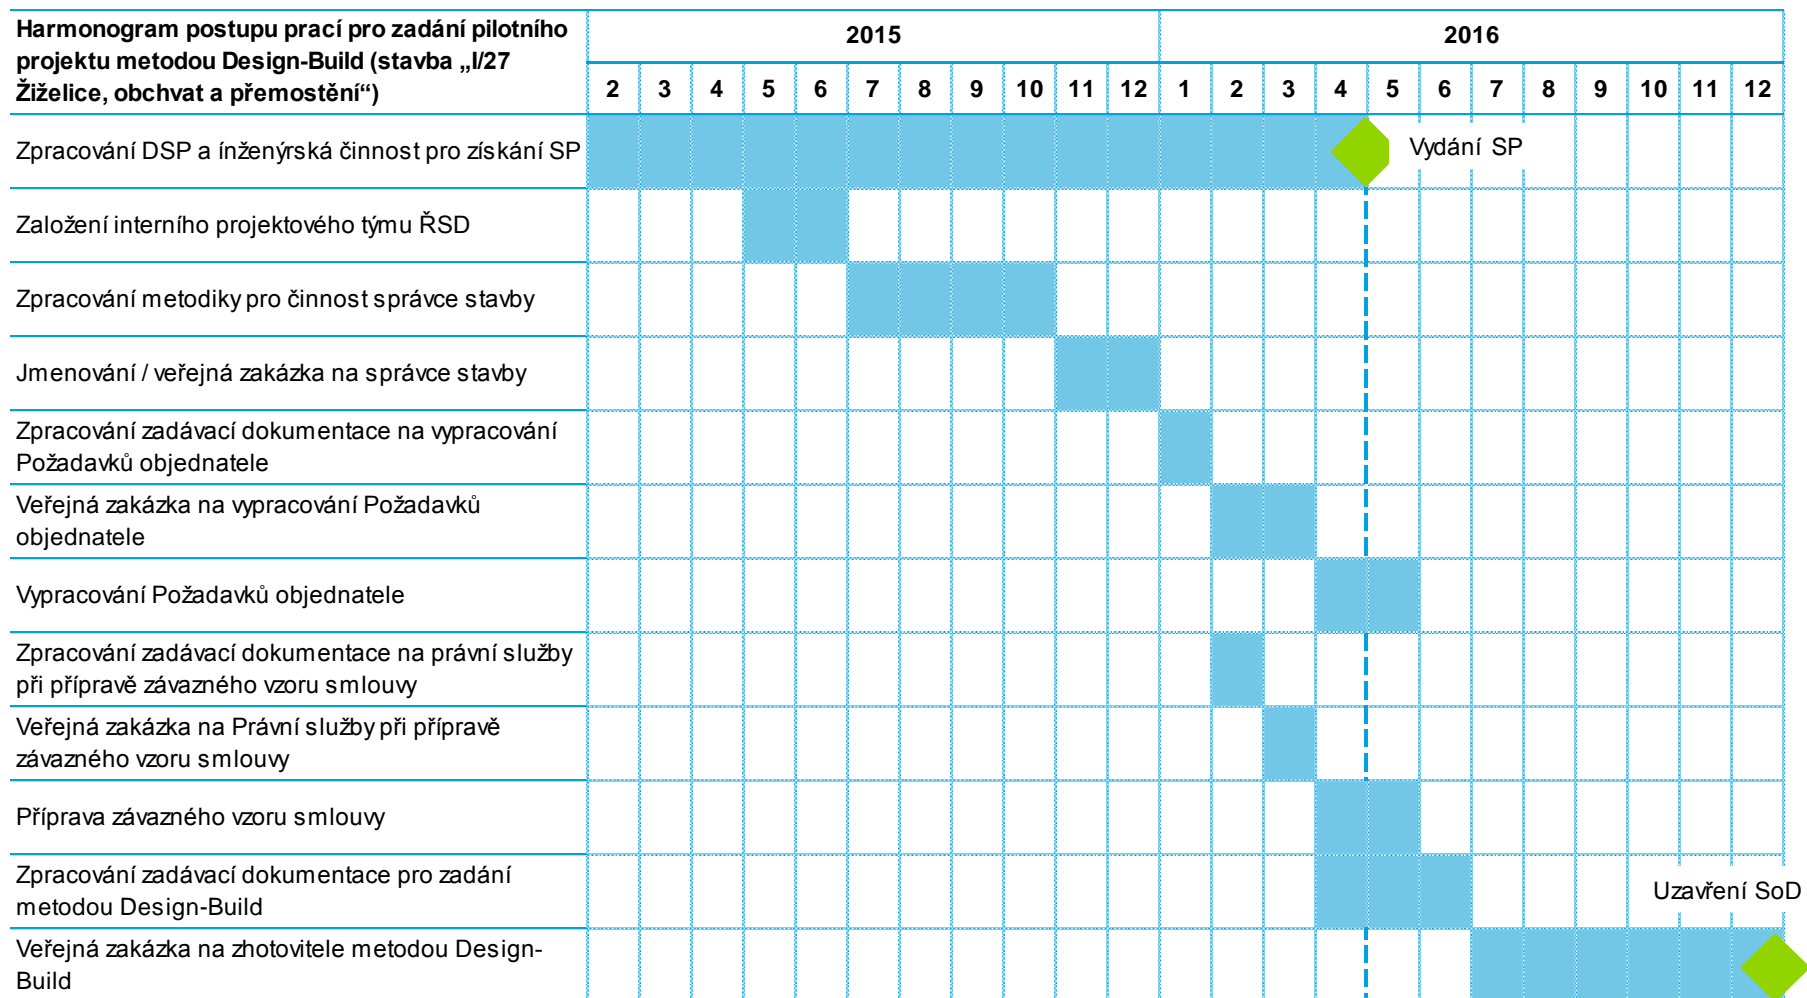 Harmonogram postupu prací pro zadání pilotního
projektu metodou Design-Build (stavba „I/27
Žiželice, obchvat a přemostění“)
2015
2016
2 3 4 5 6 7 8 9 10 11 12 1 2 3 4 5 6 7 8 9 10 11 12
Zpracování DSP a ínženýrská činnost pro získání SP
Vydání SP
Založení interního projektového týmu ŘSD
Zpracování metodiky pro činnost správce stavby
Jmenování / veřejná zakázka na správce stavby
Zpracování zadávací dokumentace na vypracování
Požadavků objednatele
Veřejná zakázka na vypracování Požadavků
objednatele
Vypracování Požadavků objednatele
Zpracování zadávací dokumentace na právní služby
při přípravě závazného vzoru smlouvy
Veřejná zakázka na Právní služby při přípravě
závazného vzoru smlouvy
Příprava závazného vzoru smlouvy
Zpracování zadávací dokumentace pro zadání
metodou Design-Build
Uzavření SoD
Veřejná zakázka na zhotovitele metodou Design-
Build